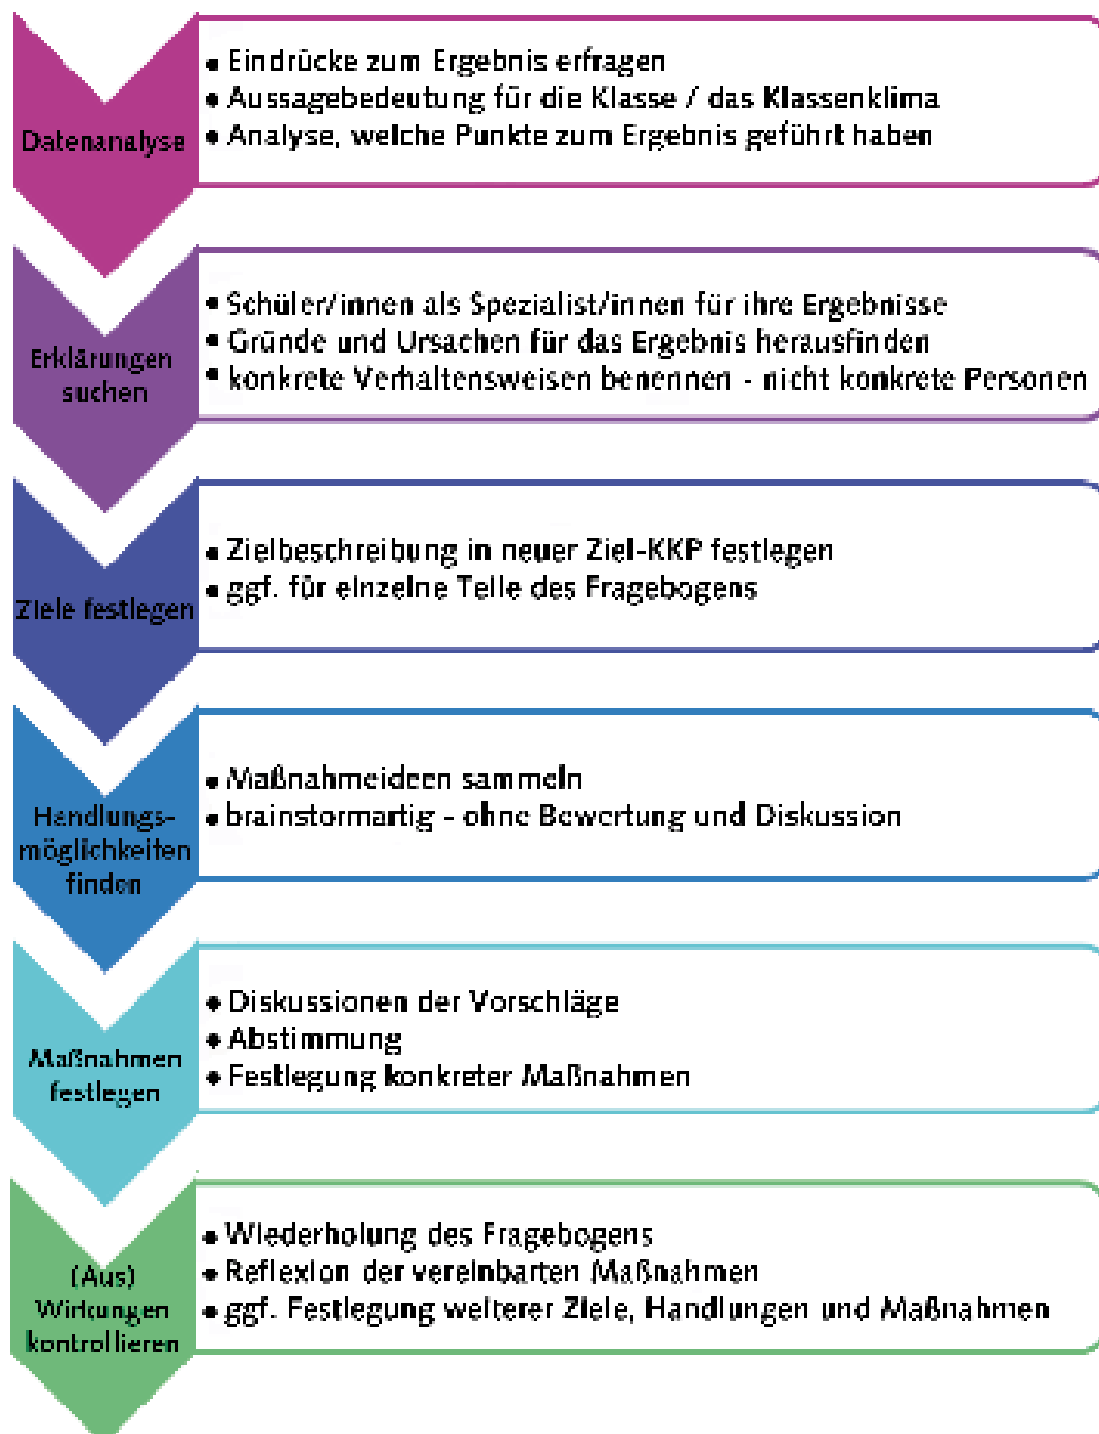 Datenanalyse
• Eindrücke zum Ergebnis erfragen
• Aussagebedeutung für die Klasse / das Klassenklima
• Analyse, welche Punkte zum Ergebnis geführt haben
Erklärungen
suchen
• Schüler/innen als Spezialist/innen für ihre Ergebnisse
• Gründe und Ursachen für das Ergebnis herausfinden
• konkrete Verhaltensweisen benennen - nicht konkrete Personen
Ziele festlegen
• Zielbeschreibung in neuer Ziel-KKP festlegen
• ggf. für einzelne Teile des Fragebogens
Handlungs-
möglichkeiten
finden
• Maßnahmeideen sammeln
• brainstormartig - ohne Bewertung und Diskussion
Maßnahmen
festlegen
• Diskussionen der Vorschläge
• Abstimmung
• Festlegung konkreter Maßnahmen
(Aus)
Wirkungen
kontrollieren
• Wiederholung des Fragebogens
• Reflexion der vereinbarten Maßnahmen
• ggf. Festlegung weiterer Ziele, Handlungen und Maßnahmen